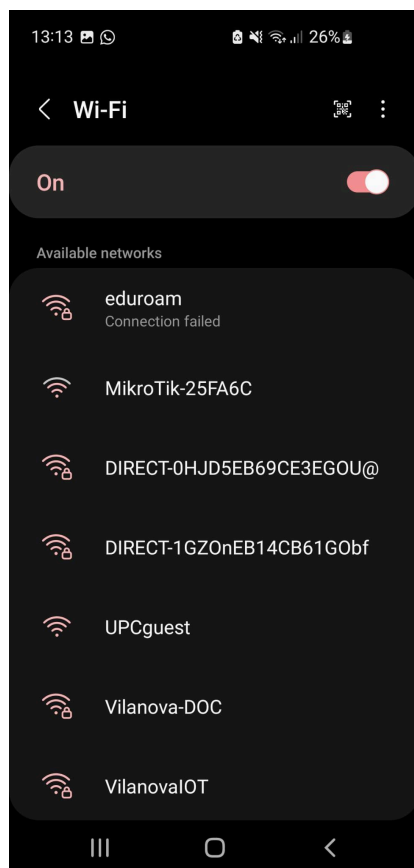 13:13 26%
Wi-Fi
On
Available networks
eduroam
Connection failed
MikroTik-25FA6C
DIRECT-0HJD5EB69CE3EGOU@
DIRECT-1GZOnEB14CB61GObf
UPCguest
Vilanova-DOC
VilanovaIOT